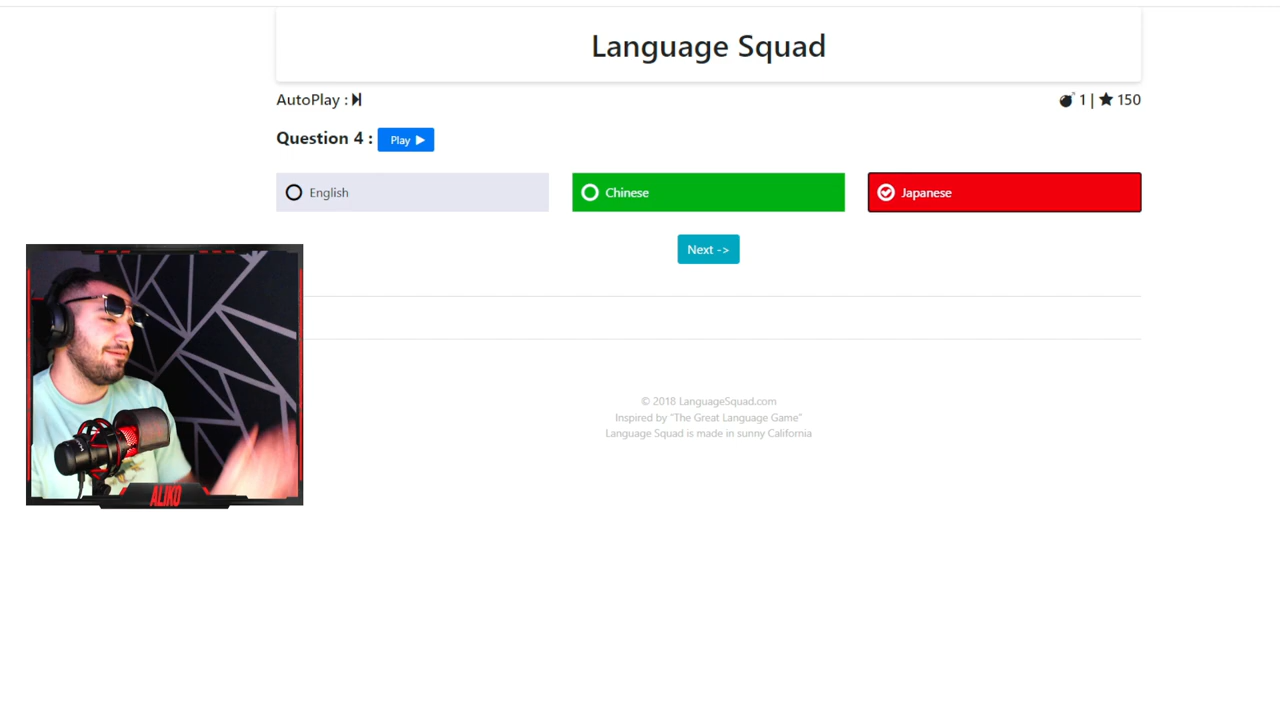 Language Squad
AutoPlay :
1 | 150
Question 4 : Play
English
Chinese
Japanese
Next ->
ALIKO
© 2018 LanguageSquad.com
Inspired by "The Great Language Game"
Language Squad is made in sunny California